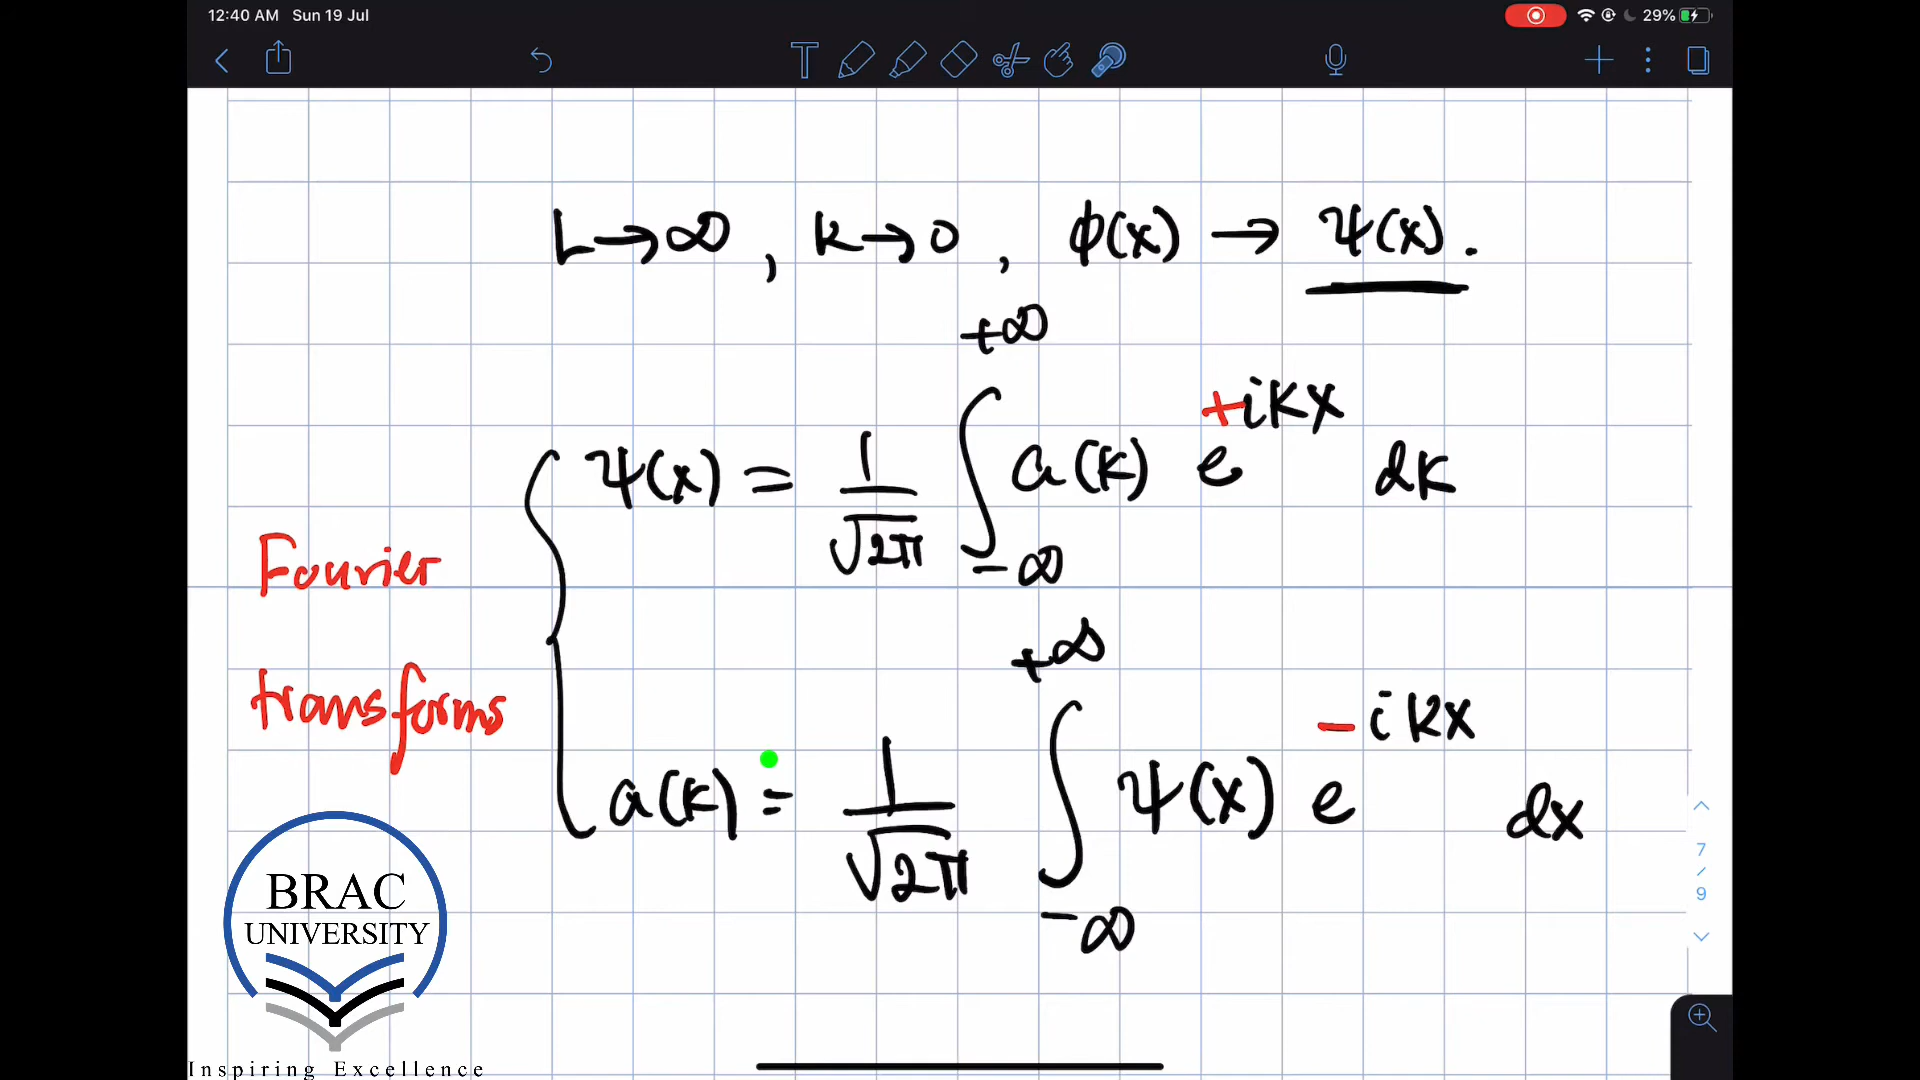 12:40 AM Sun 19 Jul 29%
L→∞, k→0, ϕ(x) → Ψ(x).
Ψ(x) = 1/√2π ∫_{-∞}^{+∞} a(k) e^{+ikx} dk
Fourier
transforms
a(k) = 1/√2π ∫_{-∞}^{+∞} Ψ(x) e^{-ikx} dx
7/9
BRAC
UNIVERSITY
Inspiring Excellence